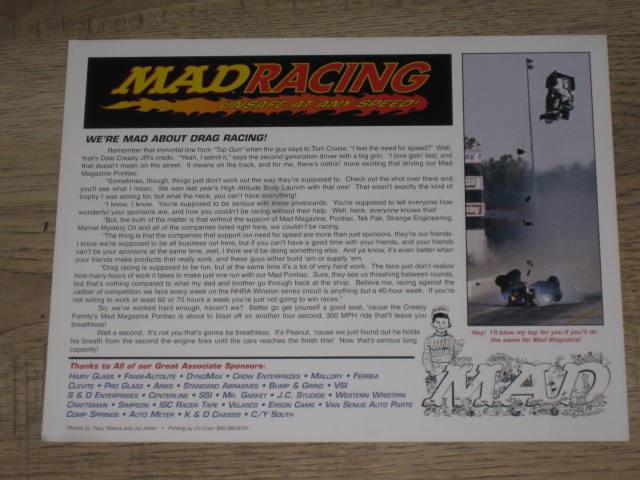 MAD RACING
UNSAFE AT ANY SPEED!
WE'RE MAD ABOUT DRAG RACING!
Remember that immortal line from "Top Gun" when the guy says to Tom Cruise, "I feel the need for speed?" Well,
that's Dale Creasy JR's credo. "Yeah, I admit it," says the second generation driver with a big grin. "I love goin' fast, and
that doesn't mean on the street. It means on the track, and for me, there's nothin' more exciting that driving our Mad
Magazine Pontiac.
"Sometimes, though, things just don't work out the way they're supposed to. Check out the shot over there and
you'll see what I mean. We won last year's High Altitude Body Launch with that one! That wasn't exactly the kind of
trophy I was aiming for, but what the heck, you can't have everything!
"I know, I know. You're supposed to be serious with these photocards. You're supposed to tell everyone how
wonderful your sponsors are, and how you couldn't be racing without their help. Well, heck, everyone knows that!
"But, the truth of the matter is that without the support of Mad Magazine, Pontiac, Tek Pak, Strange Engineering,
Marvel Mystery Oil and all of the companies listed right here, we couldn't be racing.
"The thing is that the companies that support our need for speed are more than just sponsors, they're our friends.
I know we're supposed to be all business out here, but if you can't have a good time with your friends, and your friends
can't be your sponsors at the same time, well, I think we'd be doing something else. And ya know, it's even better when
your friends make products that really work, and these guys either build 'em or supply 'em.
"Drag racing is supposed to be fun, but at the same time it's a lot of very hard work. The fans just don't realize
how many hours of work it takes to make just one run with our Mad Pontiac. Sure, they see us thrashing between rounds,
but that's nothing compared to what my dad and brother go through back at the shop. Believe me, racing against the
caliber of competition we face every week on the NHRA Winston series circuit is anything but a 40-hour week. If you're
not willing to work at least 60 or 70 hours a week you're just not going to win races."
So, we've worked hard enough, haven't we? Better go get yourself a good seat, 'cause the Creasy
Family's Mad Magazine Pontiac is about to blast off on another four second, 300 MPH ride that'll leave you
breathless!
Wait a second. It's not you that's gonna be breathless. It's Peanut, 'cause we just found out he holds
his breath from the second the engine fires until the cars reaches the finish line! Now that's serious lung
capacity!
Hey! I'll blow my top for you if you'll do
the same for Mad Magazine!
Thanks to All of our Great Associate Sponsors:
Hairy Glass • Fram-Autolite • DynoMax • Crow Enterprizes • Mallory • Ferrea
Clevite • Pro Glass • Aries • Standard Abrasives • Bump & Grind • VSI
S & D Enterprises • Centerline • SSI • Mr. Gasket • J.C. Studios • Western Wristpin
Craftsman • Simpson • ISC Racer Tape • Velasco • Erson Cams • Van Senus Auto Parts
Comp Springs • Auto Meter • K & D Chassis • C/Y South
MAD
Photos by Tracy Waters and Jon Asher • Printing by Co-Color